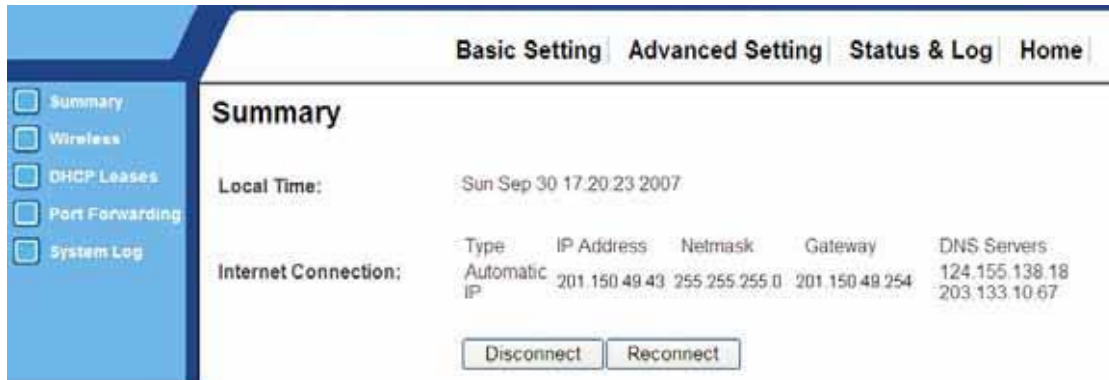 Basic Setting Advanced Setting Status & Log Home
Summary
Wireless
DHCP Leases
Port Forwarding
System Log
Summary
Local Time: Sun Sep 30 17:20:23 2007
Type IP Address Netmask Gateway DNS Servers
Internet Connection: Automatic IP 201.150.49.43 255.255.255.0 201.150.49.254 124.155.138.18
203.133.10.67
Disconnect Reconnect